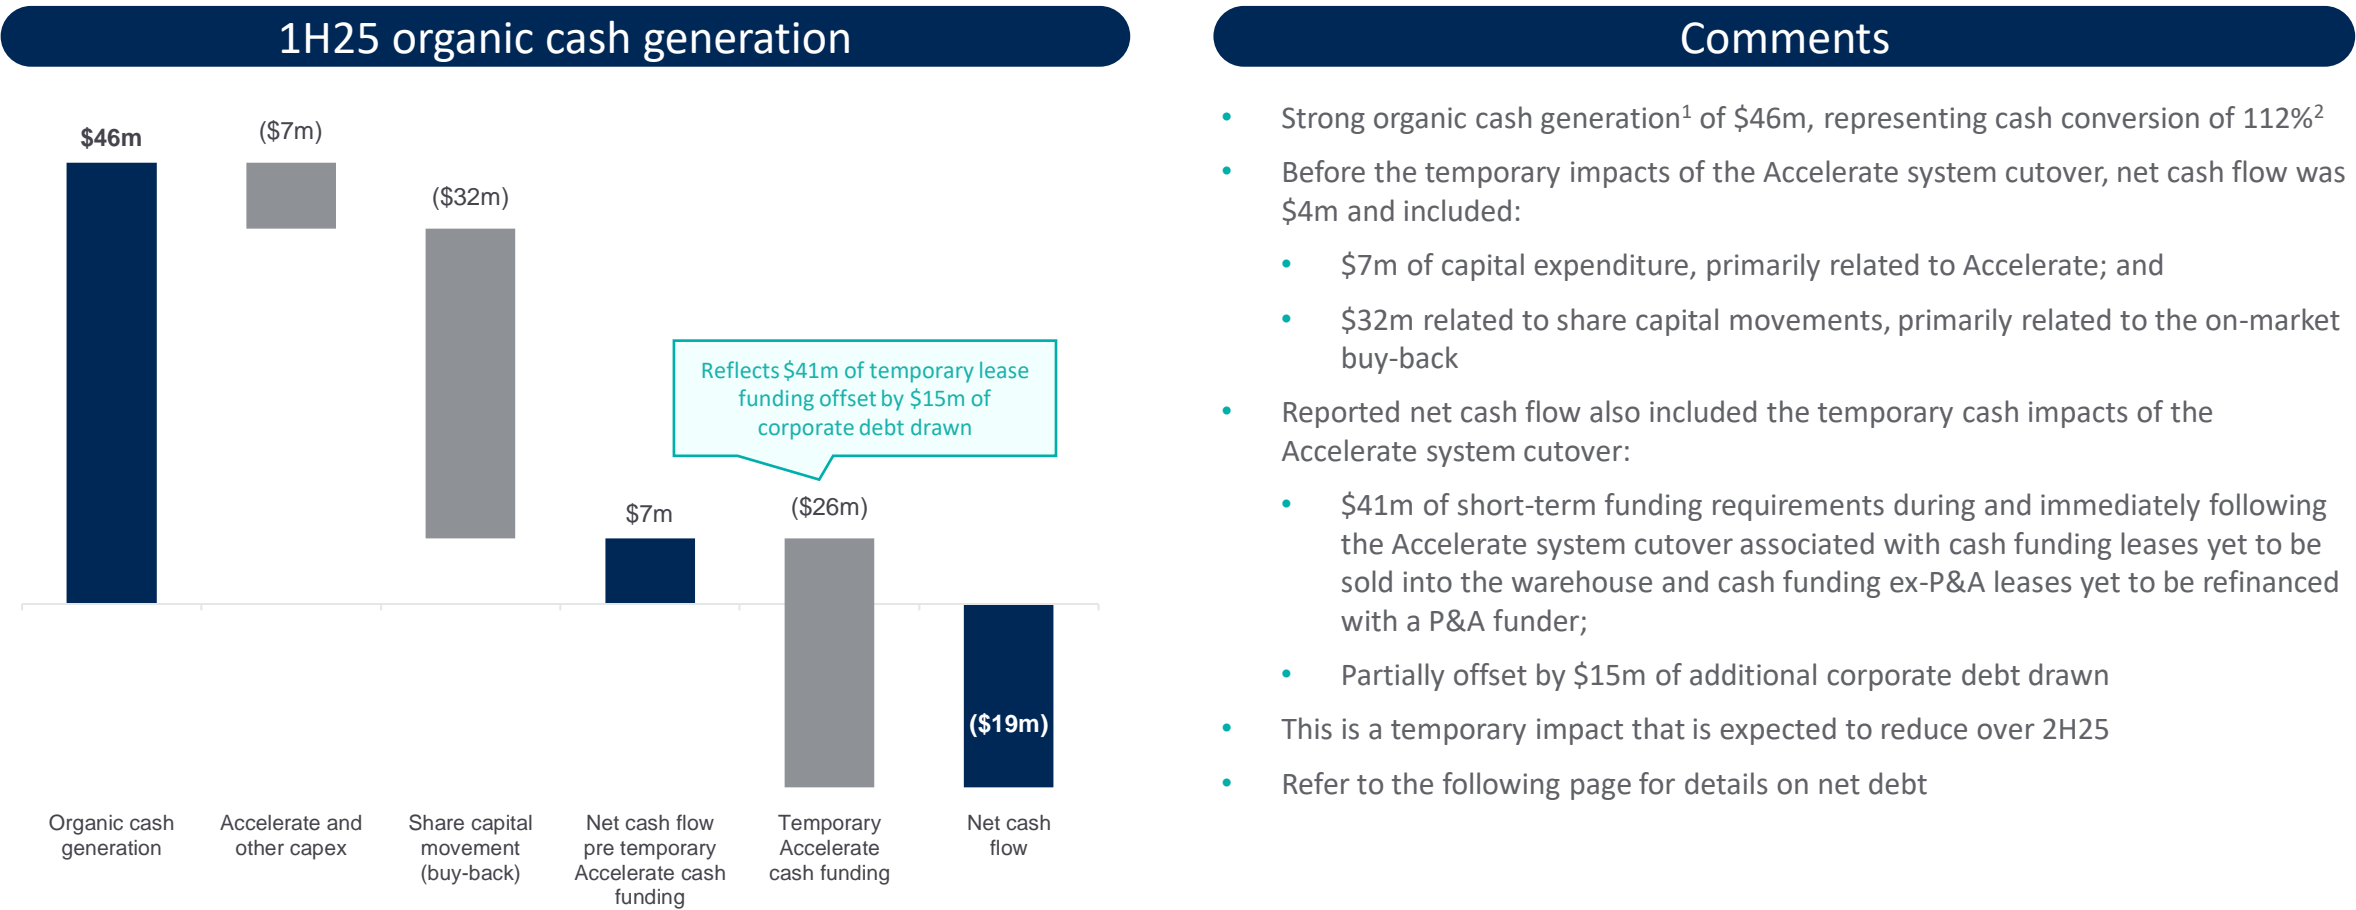 1H25 organic cash generation
$46m
($7m)
($32m)
Reflects $41m of temporary lease
funding offset by $15m of
corporate debt drawn
$7m
($26m)
($19m)
Organic cash
generation
Accelerate and
other capex
Share capital
movement
(buy-back)
Net cash flow
pre temporary
Accelerate cash
funding
Temporary
Accelerate
cash funding
Net cash
flow
Comments
• Strong organic cash generation¹ of $46m, representing cash conversion of 112%²
• Before the temporary impacts of the Accelerate system cutover, net cash flow was
$4m and included:
• $7m of capital expenditure, primarily related to Accelerate; and
• $32m related to share capital movements, primarily related to the on-market
buy-back
• Reported net cash flow also included the temporary cash impacts of the
Accelerate system cutover:
• $41m of short-term funding requirements during and immediately following
the Accelerate system cutover associated with cash funding leases yet to be
sold into the warehouse and cash funding ex-P&A leases yet to be refinanced
with a P&A funder;
• Partially offset by $15m of additional corporate debt drawn
• This is a temporary impact that is expected to reduce over 2H25
• Refer to the following page for details on net debt